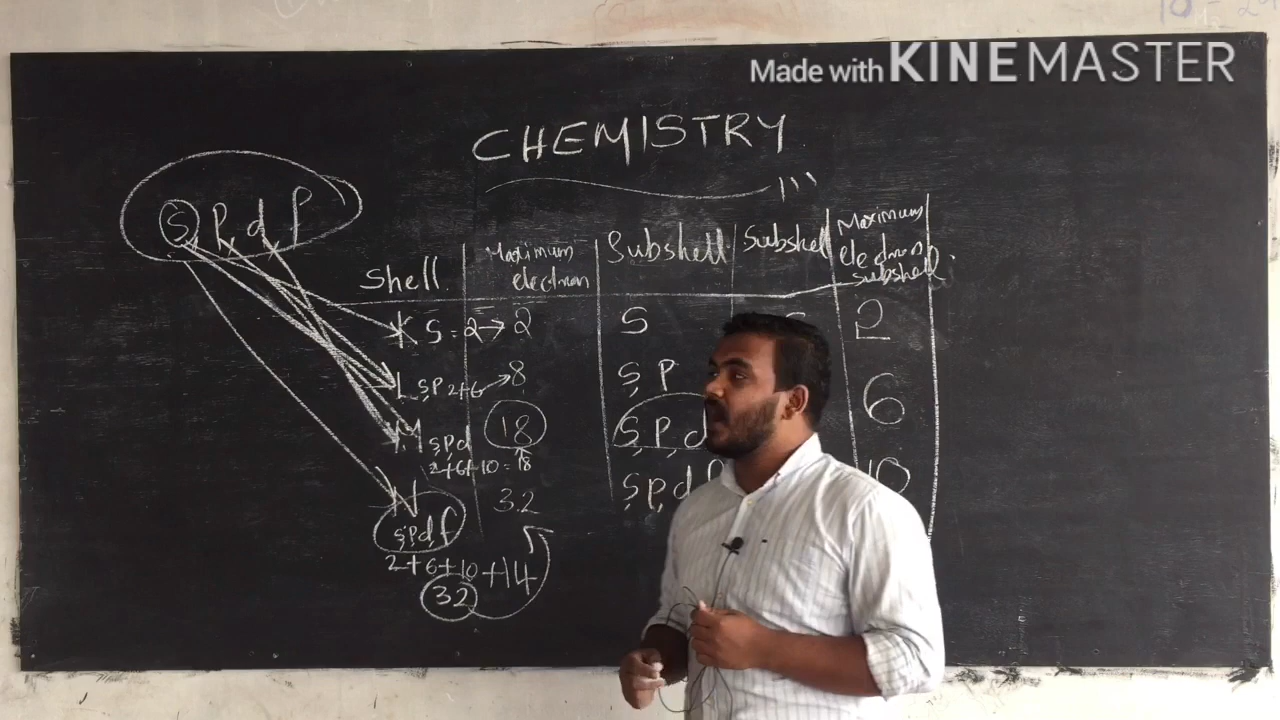 Made with KINEMASTER
CHEMISTRY
s p d f
Shell Maximum electron Subshell Subshell Maximum electron subshell
K S = 2 → 2 S 2
L s, p 2+6 → 8 s, p 6
M s, p, d 18 s, p, d
2+6+10 = 18
N 32 s, p, d 10
s, p, d, f
2+6+10+14
32